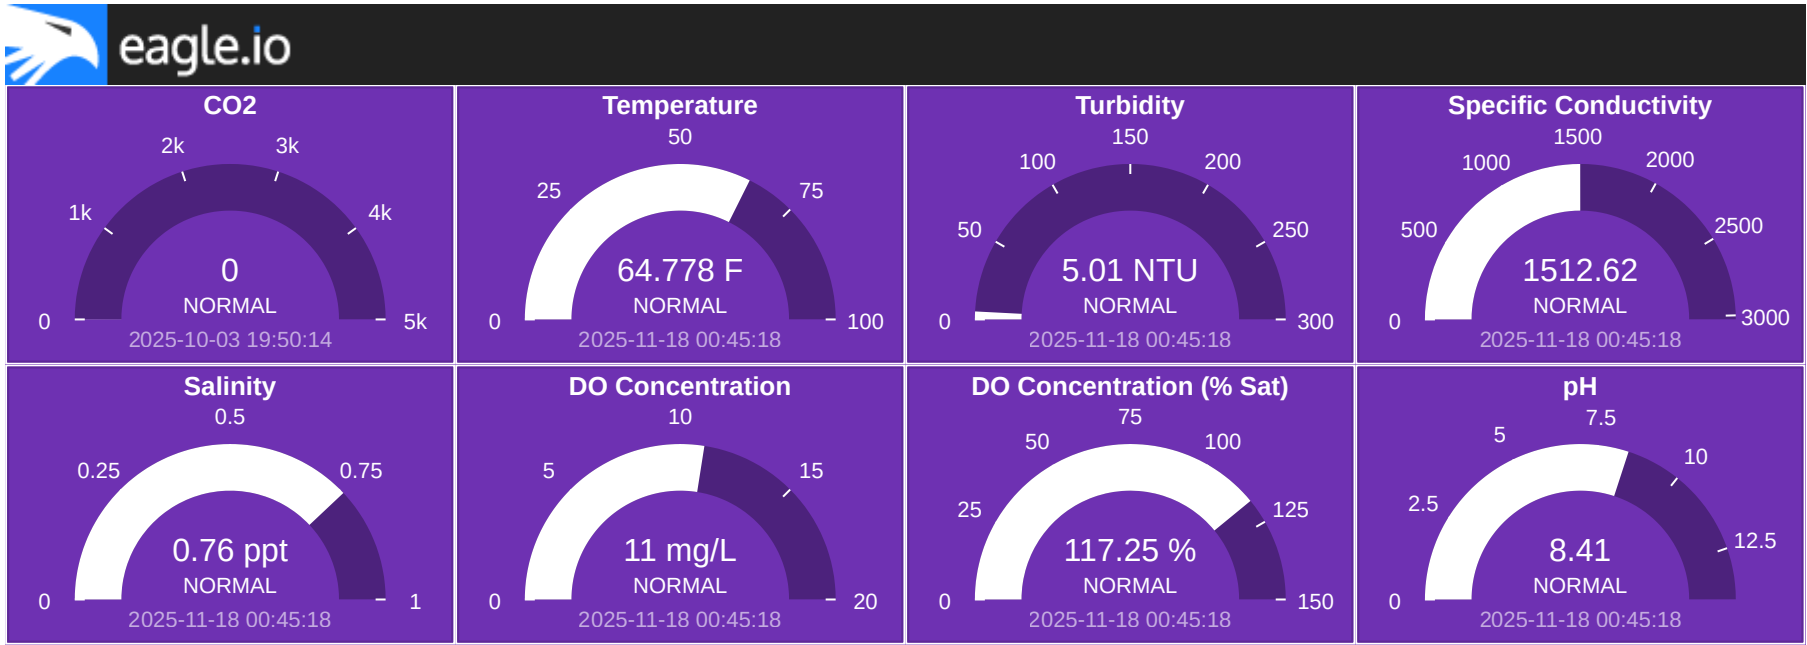 eagle.io
CO2
2k
3k
1k
4k
0
NORMAL
0
5k
2025-10-03 19:50:14
Temperature
50
25
75
64.778 F
NORMAL
0
100
2025-11-18 00:45:18
Turbidity
150
100
200
50
250
5.01 NTU
NORMAL
0
300
2025-11-18 00:45:18
Specific Conductivity
1500
1000
2000
500
2500
1512.62
NORMAL
0
3000
2025-11-18 00:45:18
Salinity
0.5
0.25
0.75
0.76 ppt
NORMAL
0
1
2025-11-18 00:45:18
DO Concentration
10
5
15
11 mg/L
NORMAL
0
20
2025-11-18 00:45:18
DO Concentration (% Sat)
75
50
100
25
125
117.25 %
NORMAL
0
150
2025-11-18 00:45:18
pH
7.5
5
10
2.5
12.5
8.41
NORMAL
0
2025-11-18 00:45:18